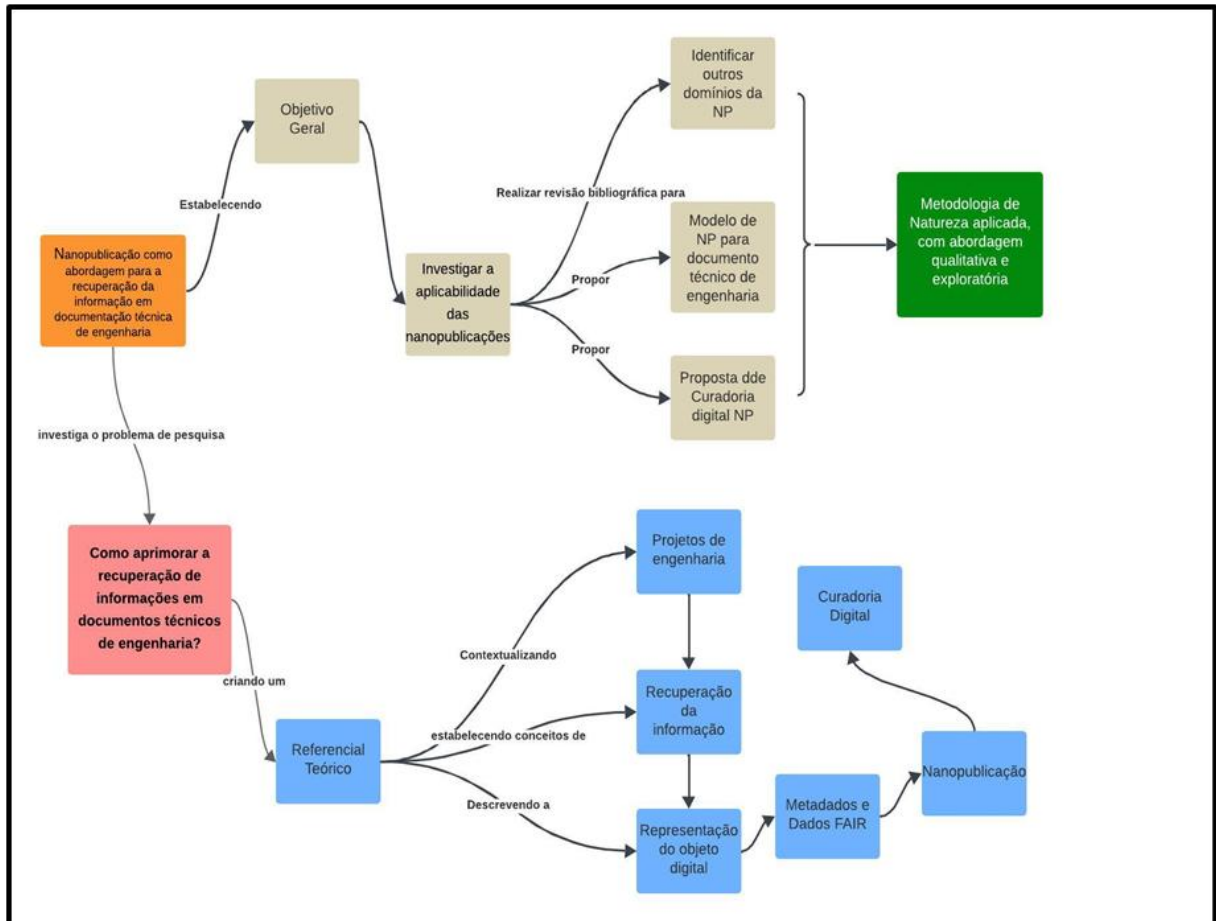 Identificar
outros
domínios da
NP
Objetivo
Geral
Realizar revisão bibliográfica para
Estabelecendo
Metodologia de
Natureza aplicada,
com abordagem
qualitativa e
exploratória
Modelo de
NP para
documento
técnico de
engenharia
Nanopublicação como
abordagem para a
recuperação da
informação em
documentação técnica
de engenharia
Investigar a
aplicabilidade
das
nanopublicações
Propor
Propor
Proposta dde
Curadoria
digital NP
investiga o problema de pesquisa
Como aprimorar a
recuperação de
informações em
documentos técnicos
de engenharia?
criando um
Referencial
Teórico
Contextualizando
estabelecendo conceitos de
Descrevendo a
Projetos de
engenharia
Recuperação
da
informação
Representação
do objeto
digital
Metadados e
Dados FAIR
Nanopublicação
Curadoria
Digital